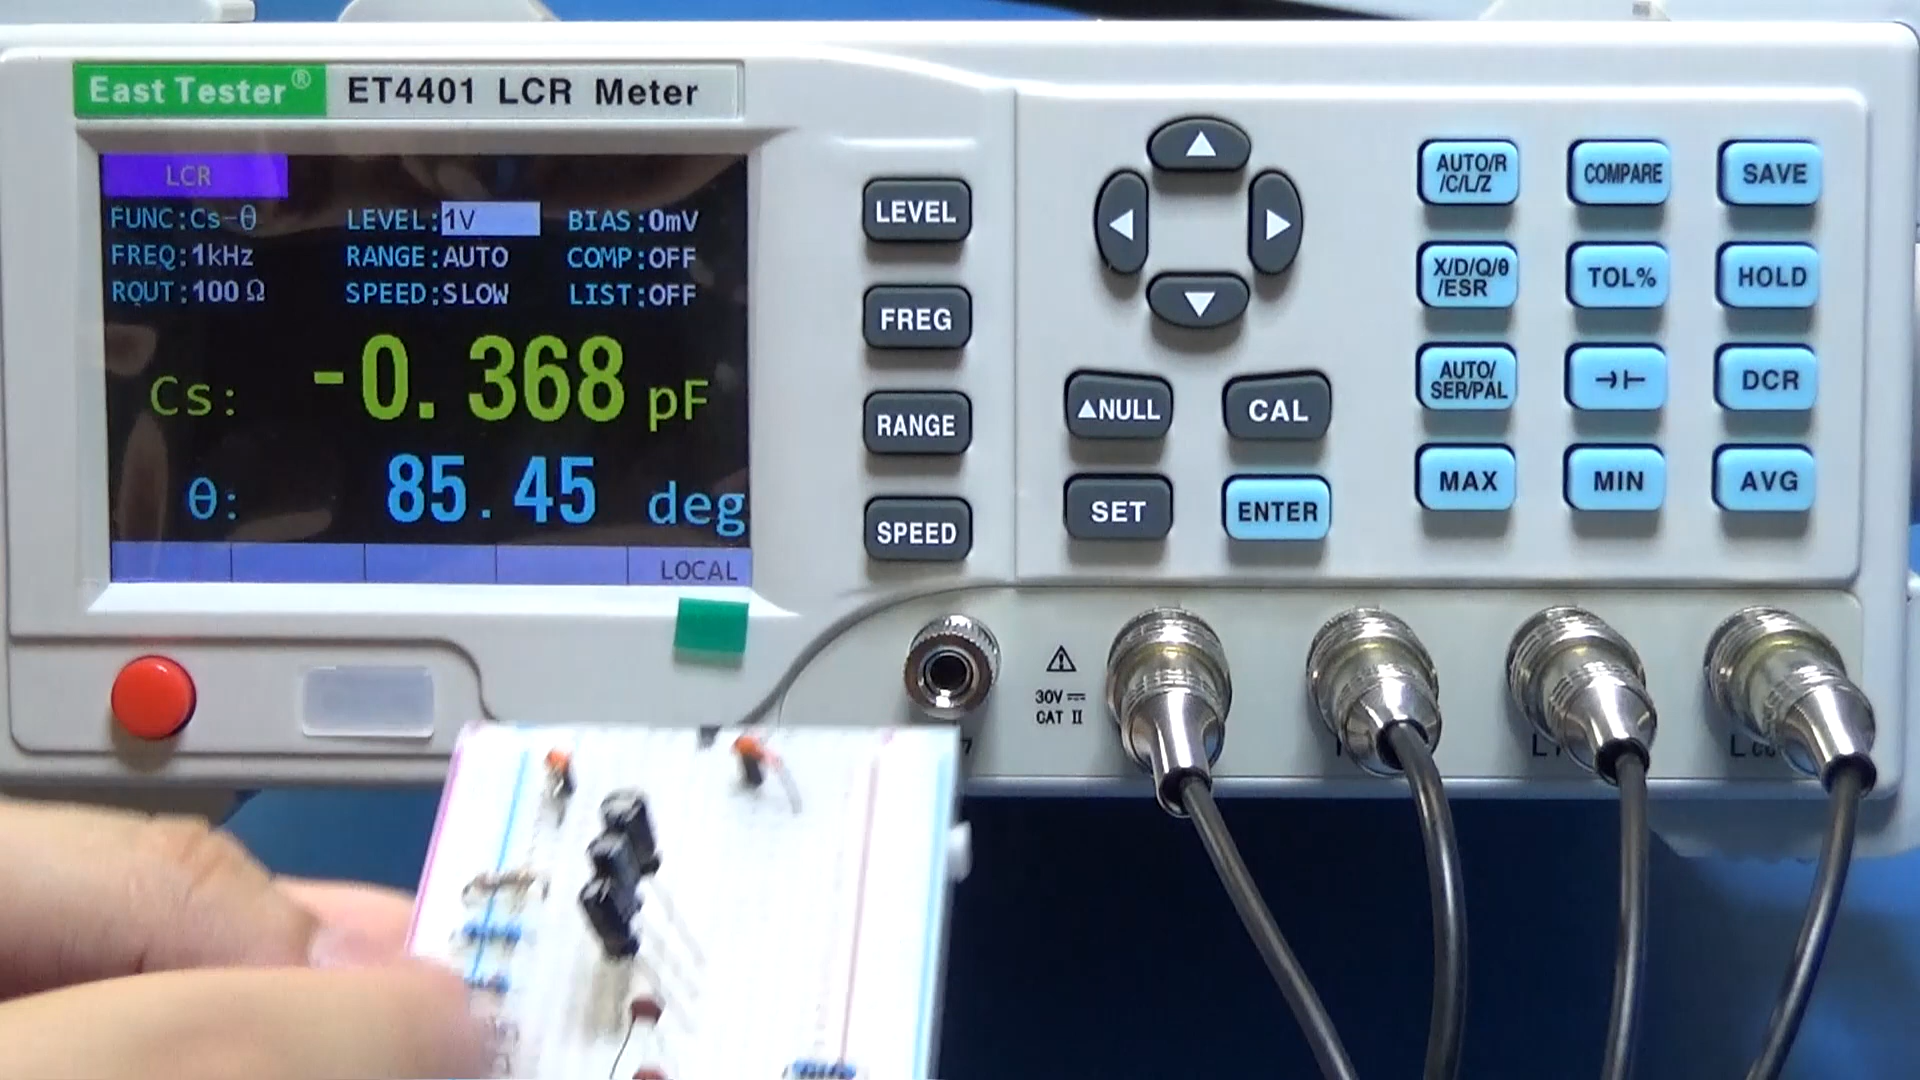 East Tester® ET4401 LCR Meter
LCR
FUNC:Cs-θ LEVEL:1V BIAS:0mV
FREQ:1kHz RANGE:AUTO COMP:OFF
ROUT:100 Ω SPEED:SLOW LIST:OFF
Cs: -0.368 pF
θ: 85.45 deg
LOCAL
LEVEL
FREG
RANGE
SPEED
▲NULL
CAL
SET
ENTER
AUTO/R
/C/L/Z
COMPARE
SAVE
X/D/Q/θ
/ESR
TOL%
HOLD
AUTO/
SER/PAL
DCR
MAX
MIN
AVG
30V
CAT II